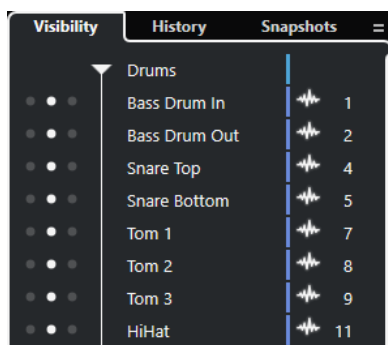 Visibility History Snapshots
Drums
Bass Drum In 1
Bass Drum Out 2
Snare Top 4
Snare Bottom 5
Tom 1 7
Tom 2 8
Tom 3 9
HiHat 11